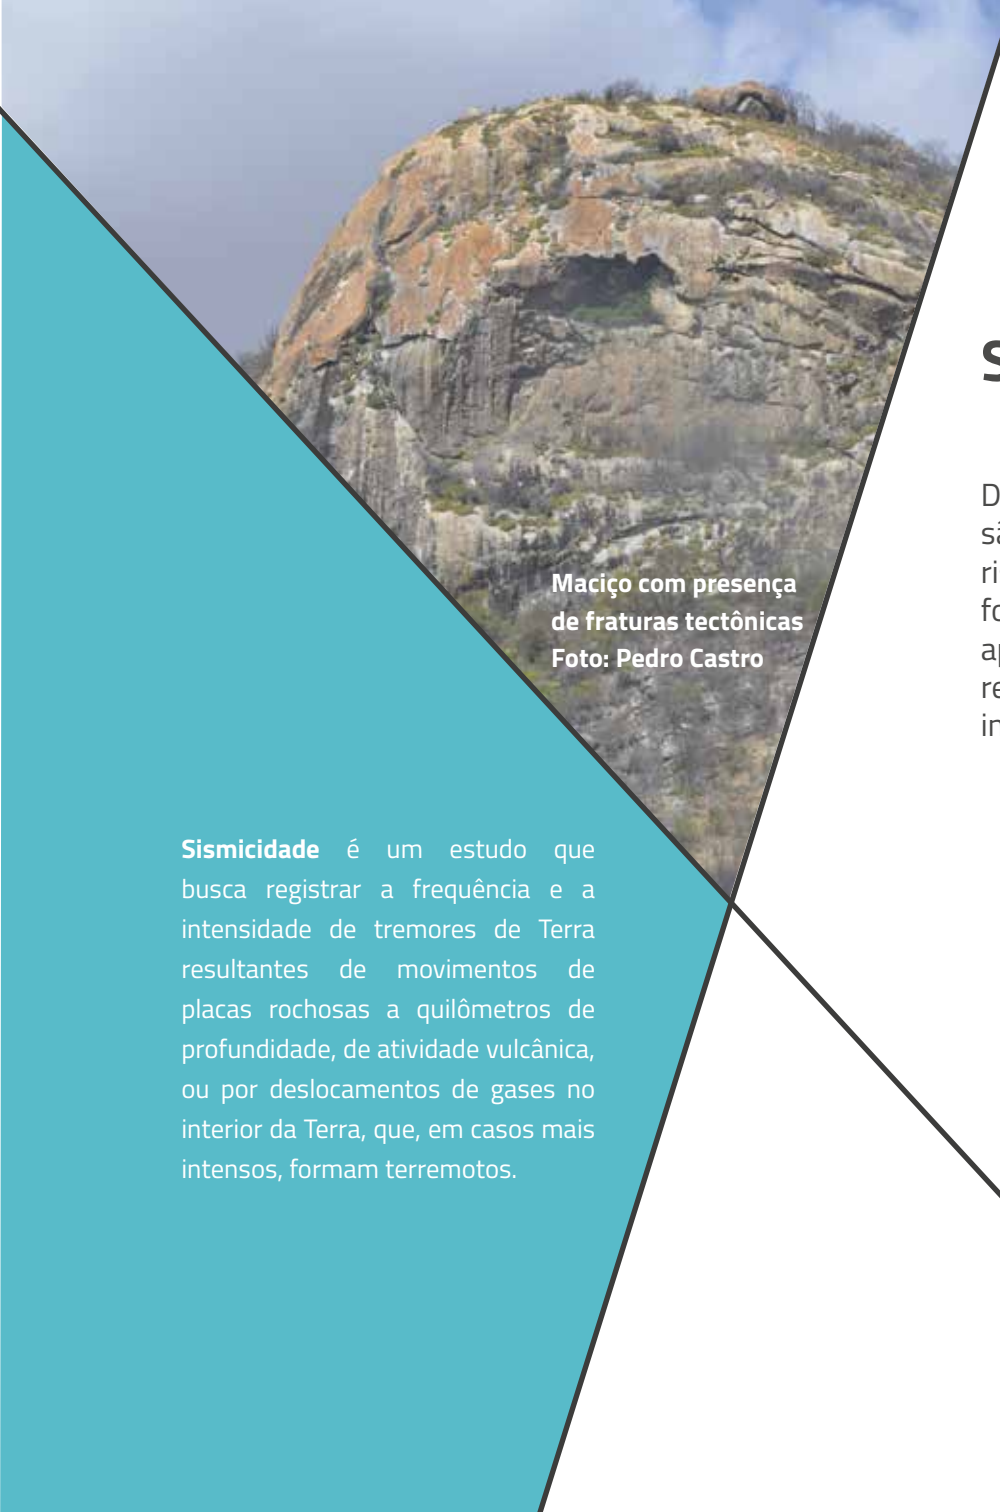 Maciço com presença
de fraturas tectônicas
Foto: Pedro Castro
Sismicidade é um estudo que
busca registrar a frequência e a
intensidade de tremores de Terra
resultantes de movimentos de
placas rochosas a quilômetros de
profundidade, de atividade vulcânica,
ou por deslocamentos de gases no
interior da Terra, que, em casos mais
intensos, formam terremotos.